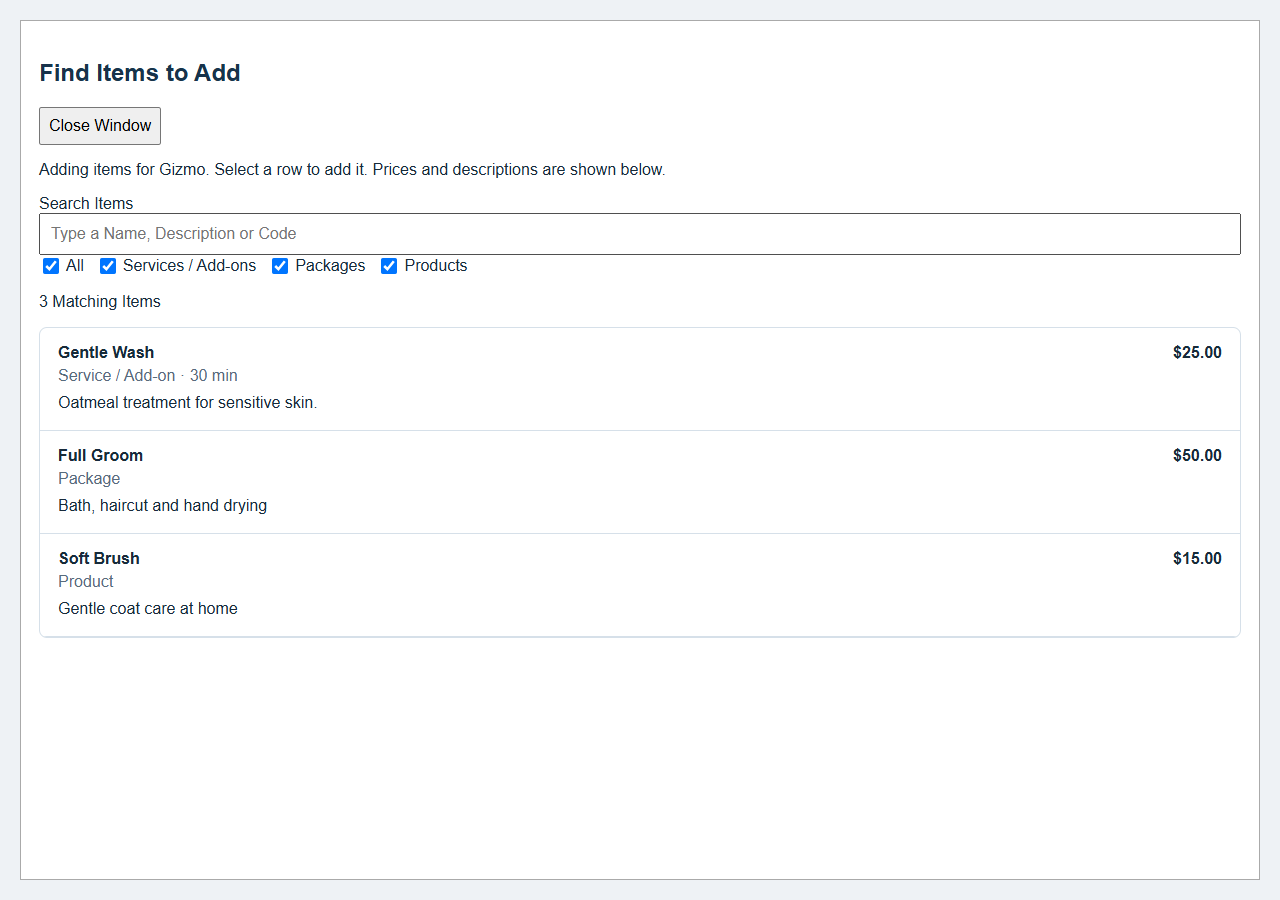 Find Items to Add
Close Window
Adding items for Gizmo. Select a row to add it. Prices and descriptions are shown below.
Search Items
Type a Name, Description or Code
All Services / Add-ons Packages Products
3 Matching Items
Gentle Wash $25.00
Service / Add-on · 30 min
Oatmeal treatment for sensitive skin.
Full Groom $50.00
Package
Bath, haircut and hand drying
Soft Brush $15.00
Product
Gentle coat care at home